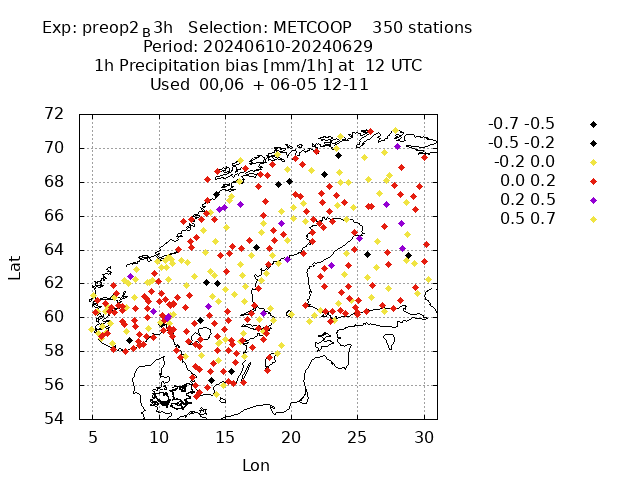 Exp: preop2_B3h   Selection: METCOOP    350 stations
Period: 20240610-20240629
1h Precipitation bias [mm/1h] at  12 UTC
Used 00,06 + 06-05 12-11
-0.7 -0.5
-0.5 -0.2
-0.2 0.0
0.0 0.2
0.2 0.5
0.5 0.7
72
70
68
66
64
62
60
58
56
54
Lat
5 10 15 20 25 30
Lon